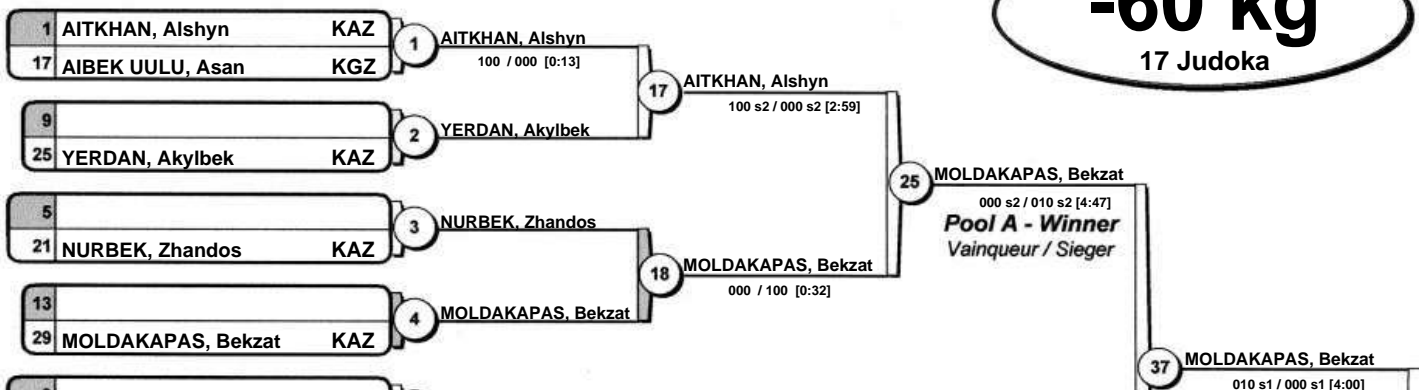 -60 kg
17 Judoka
1 AITKHAN, Alshyn KAZ
17 AIBEK UULU, Asan KGZ
1
AITKHAN, Alshyn
100 / 000 [0:13]
9
25 YERDAN, Akylbek KAZ
2
YERDAN, Akylbek
17
AITKHAN, Alshyn
100 s2 / 000 s2 [2:59]
5
21 NURBEK, Zhandos KAZ
3
NURBEK, Zhandos
13
29 MOLDAKAPAS, Bekzat KAZ
4
MOLDAKAPAS, Bekzat
18
MOLDAKAPAS, Bekzat
000 / 100 [0:32]
25
MOLDAKAPAS, Bekzat
000 s2 / 010 s2 [4:47]
Pool A - Winner
Vainqueur / Sieger
37
MOLDAKAPAS, Bekzat
010 s1 / 000 s1 [4:00]